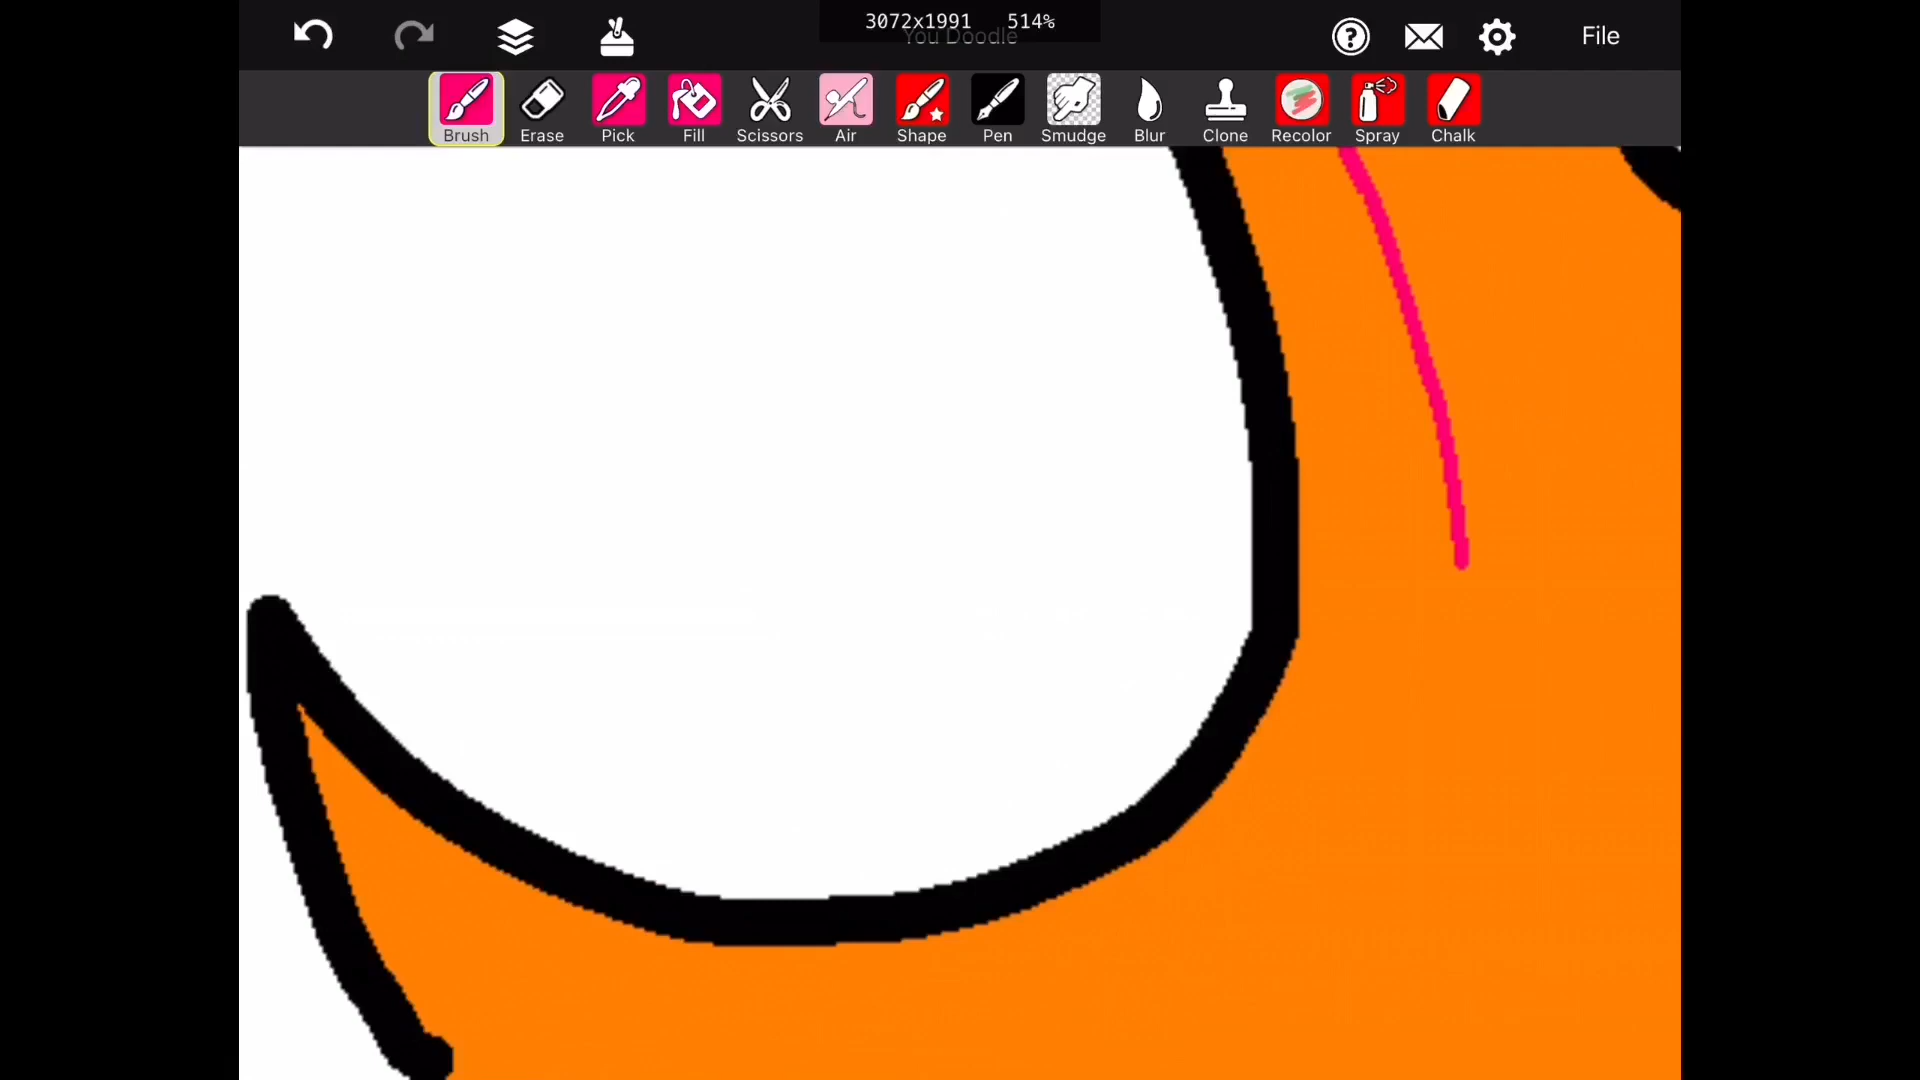 3072x1991 514%
You Doodle
File
Brush Erase Pick Fill Scissors Air Shape Pen Smudge Blur Clone Recolor Spray Chalk